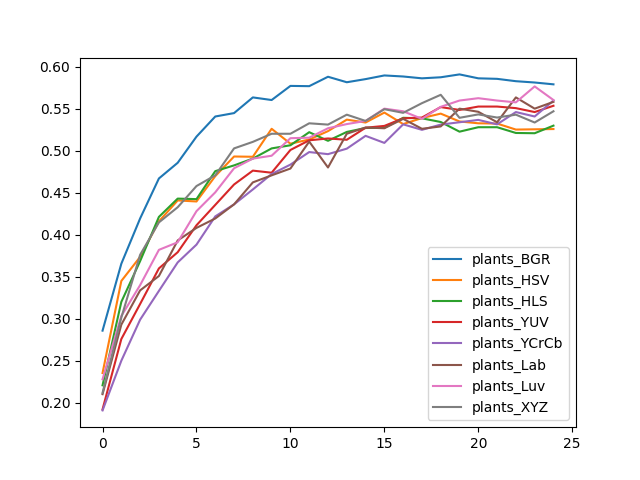 0.60
0.55
0.50
0.45
0.40
0.35
0.30
0.25
0.20
0
5
10
15
20
25
plants_BGR
plants_HSV
plants_HLS
plants_YUV
plants_YCrCb
plants_Lab
plants_Luv
plants_XYZ